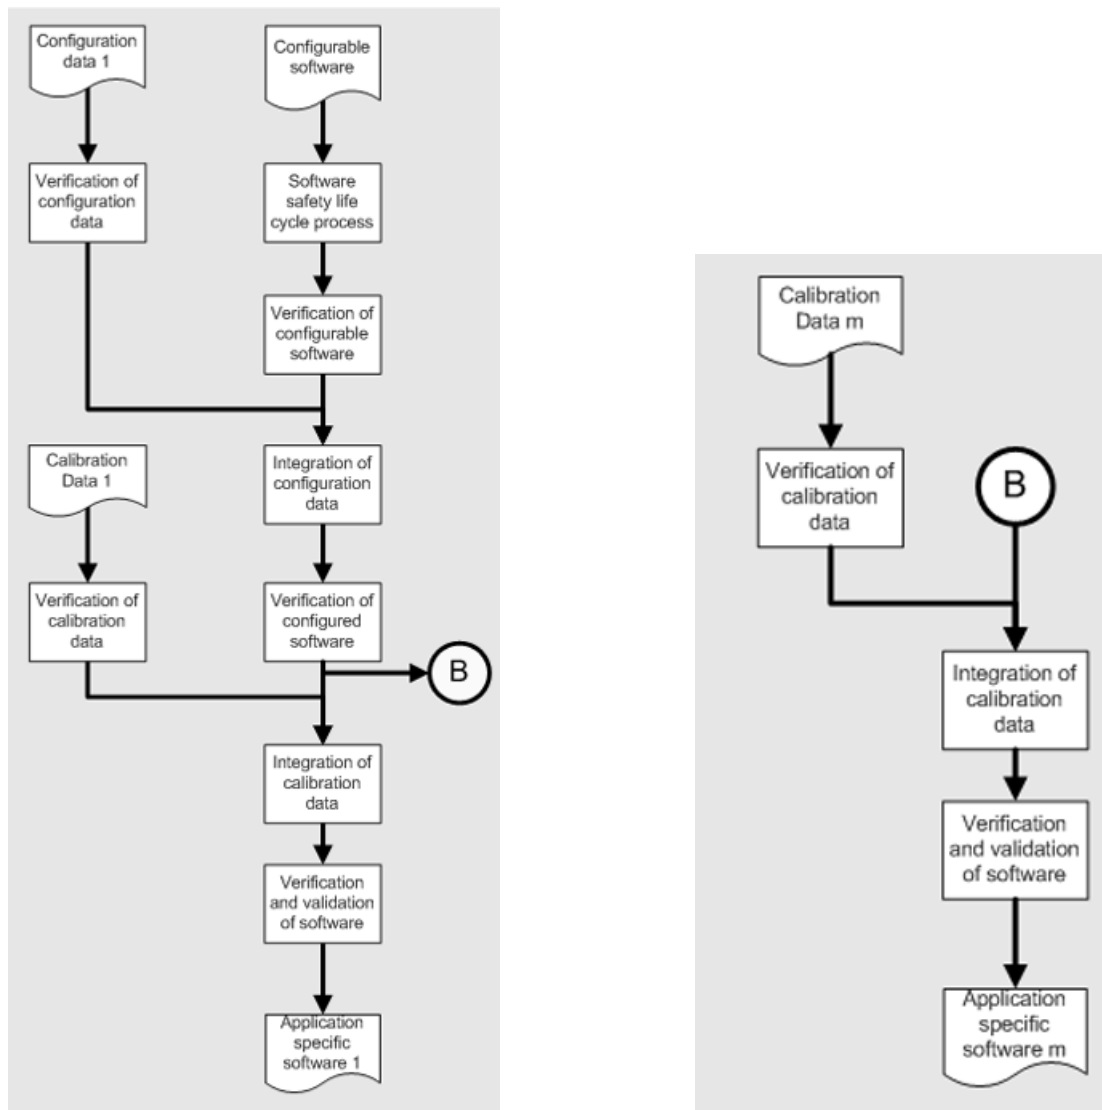 Configuration
data 1
Configurable
software
Verification of
configuration
data
Software
safety life
cycle process
Verification of
configurable
software
Calibration
Data 1
Integration of
configuration
data
Verification of
calibration
data
Verification of
configured
software
B
Integration of
calibration
data
Verification
and validation
of software
Application
specific
software 1
Calibration
Data m
Verification of
calibration
data
B
Integration of
calibration
data
Verification
and validation
of software
Application
specific
software m